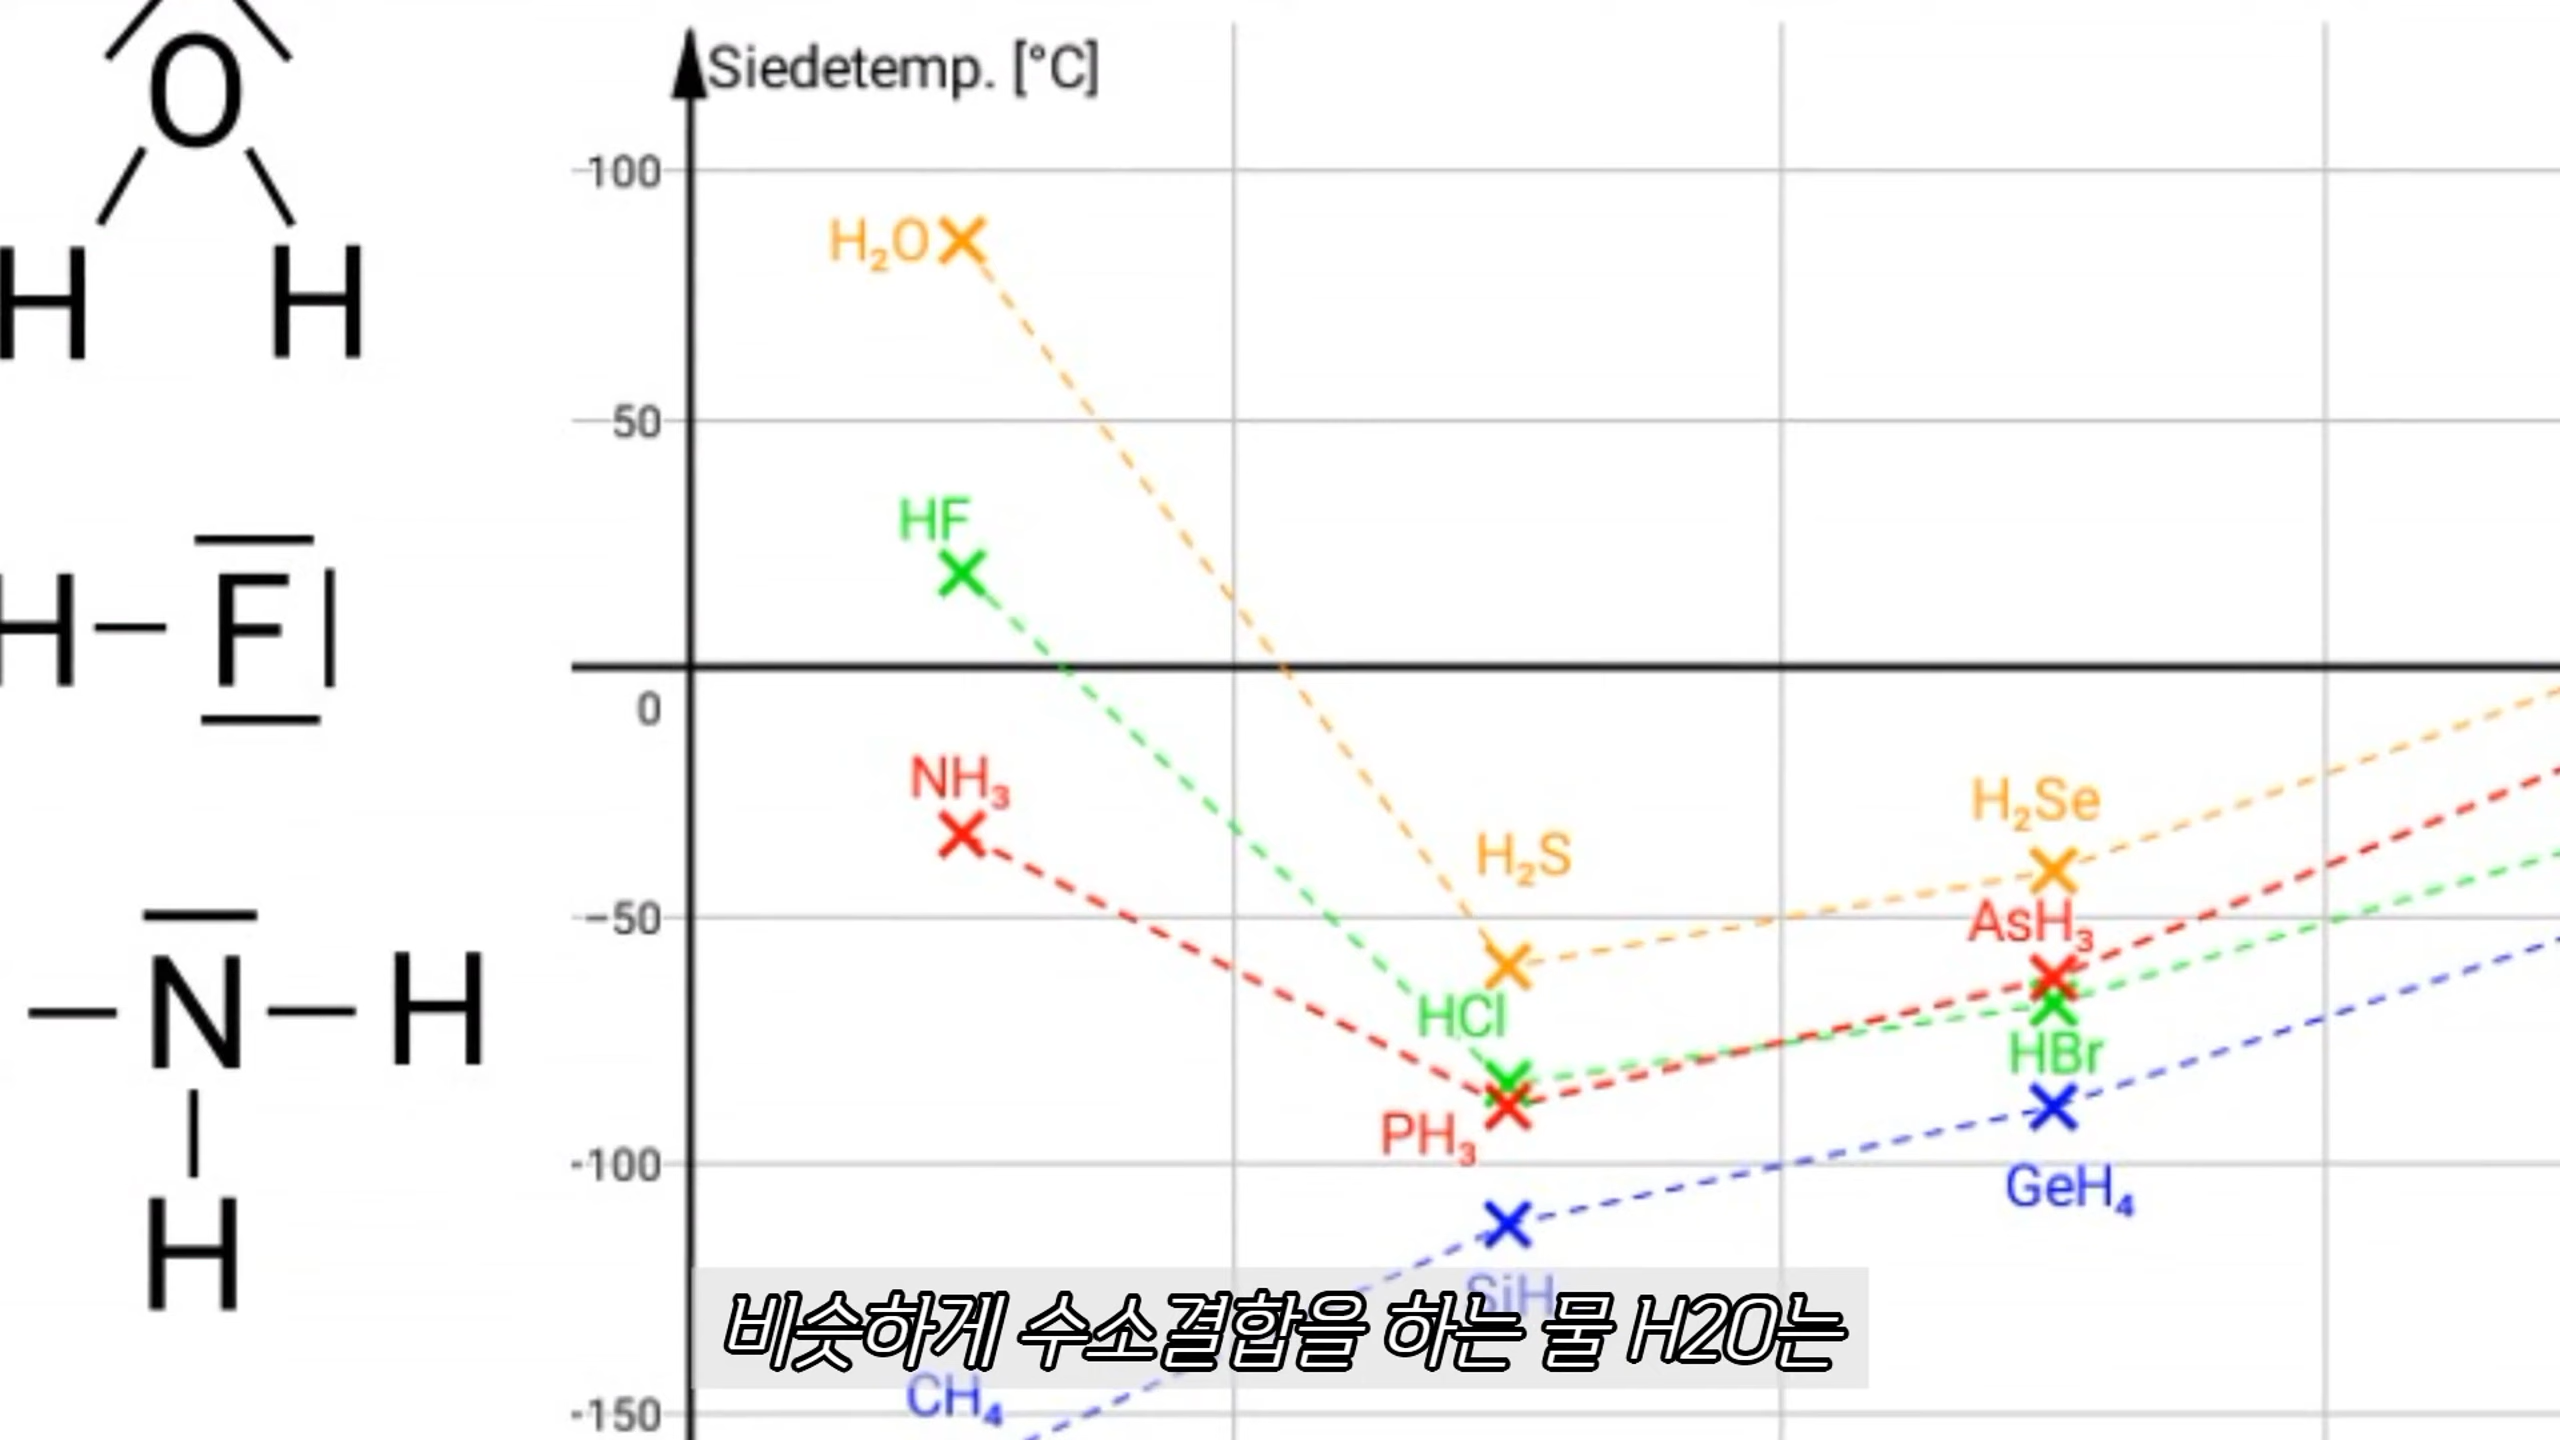 O
H H
H F
N H
H
Siedetemp. [°C]
100
50
0
-50
-100
-150
H₂O
HF
NH₃
H₂S
HCl
PH₃
SiH
CH₄
H₂Se
AsH₃
HBr
GeH₄
비슷하게 수소결합을 하는 물 H2O는